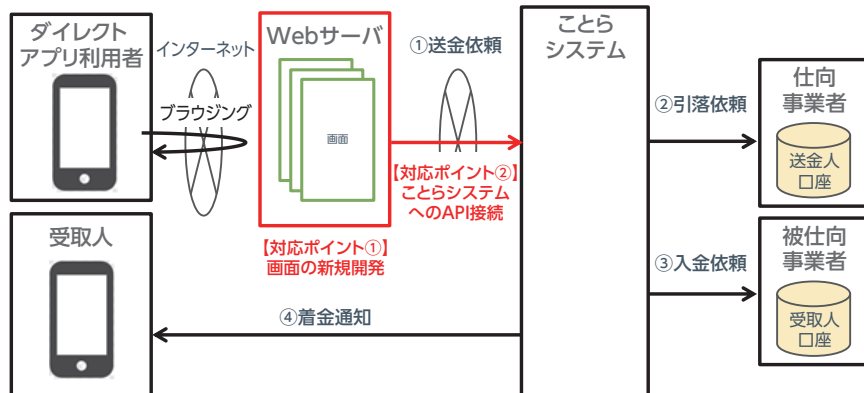 ダイレクト
アプリ利用者
インターネット
ブラウジング
Webサーバ
画面
①送金依頼
【対応ポイント②】
ことらシステム
へのAPI接続
【対応ポイント①】
画面の新規開発
ことら
システム
②引落依頼
仕向
事業者
送金人
口座
受取人
④着金通知
③入金依頼
被仕向
事業者
受取人
口座